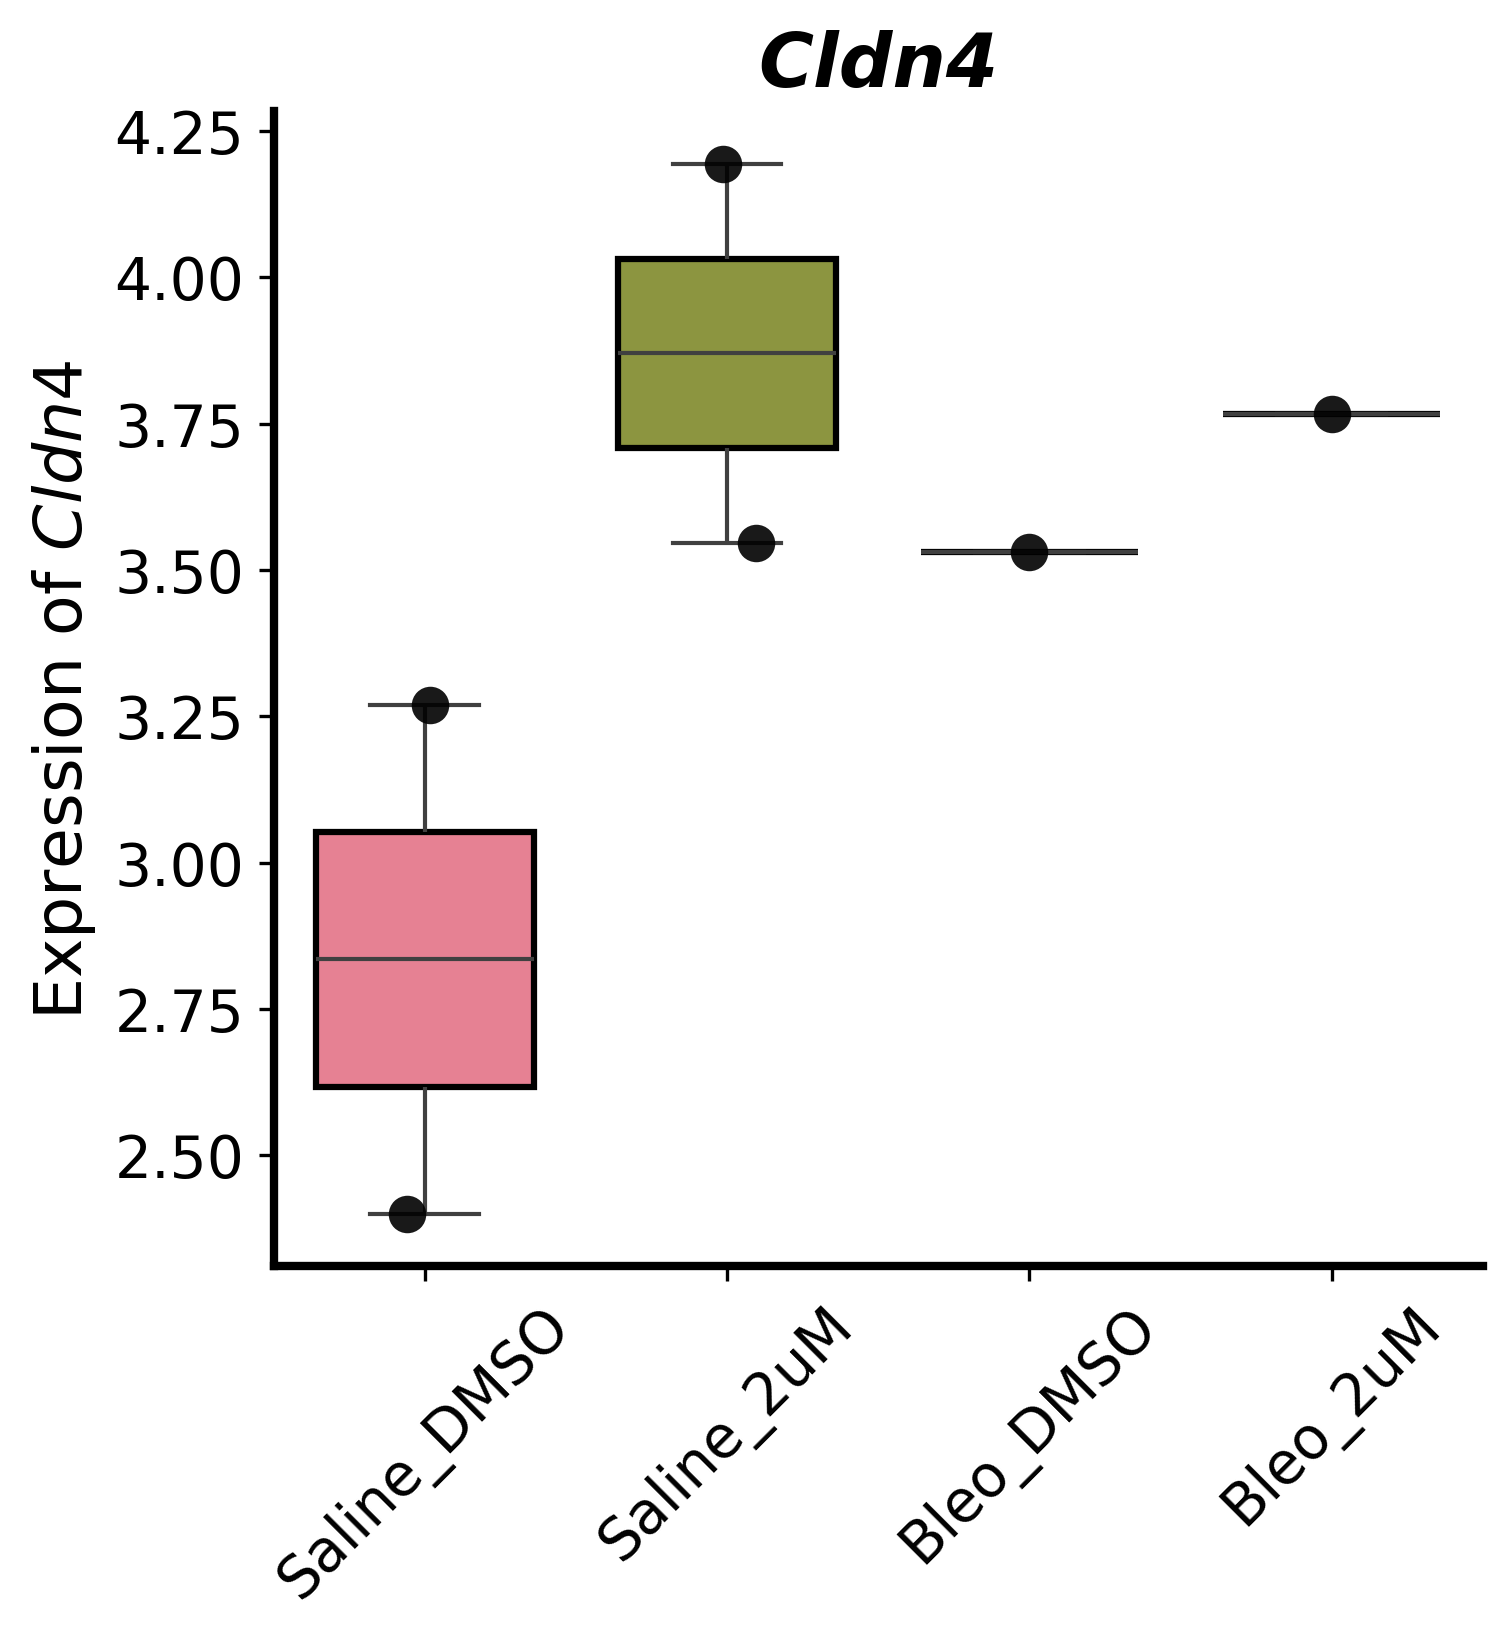 Cldn4
Expression of Cldn4
4.25
4.00
3.75
3.50
3.25
3.00
2.75
2.50
Saline_DMSO
Saline_2uM
Bleo_DMSO
Bleo_2uM